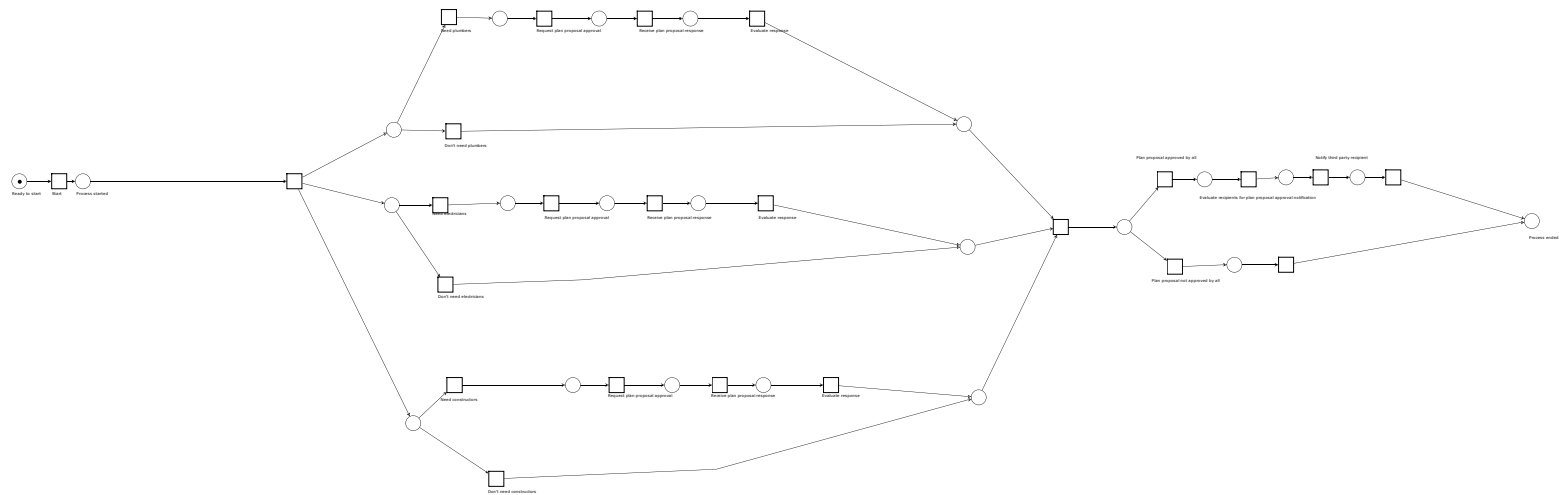 Need plumbers
Request plan proposal approval
Receive plan proposal response
Evaluate response
Don't need plumbers
Plan proposal approved by all
Notify third party recipient
Ready to start
Start
Process started
Evaluate recipients for plan proposal approval notification
Need electricians
Request plan proposal approval
Receive plan proposal response
Evaluate response
Process ended
Plan proposal not approved by all
Don't need electricians
Need constructors
Request plan proposal approval
Receive plan proposal response
Evaluate response
Don't need constructors